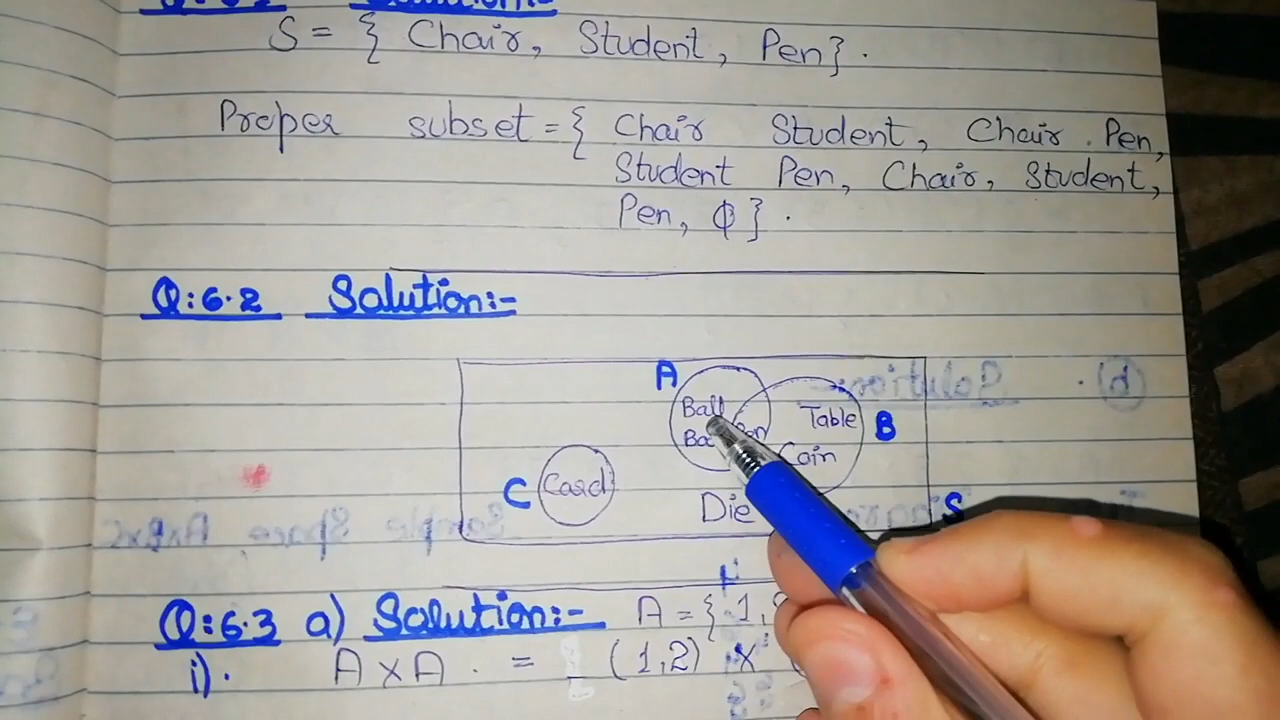 S = { Chair, Student, Pen}.
Proper subset = { Chair Student, Chair Pen,
Student Pen, Chair, Student,
Pen, ф }.
Q:6.2 Solution:-
A
Ball
Table
B
Coin
C
Card
Die
S
Q:6.3 a) Solution:- A = { 1,
i). A X A . = (1,2) X